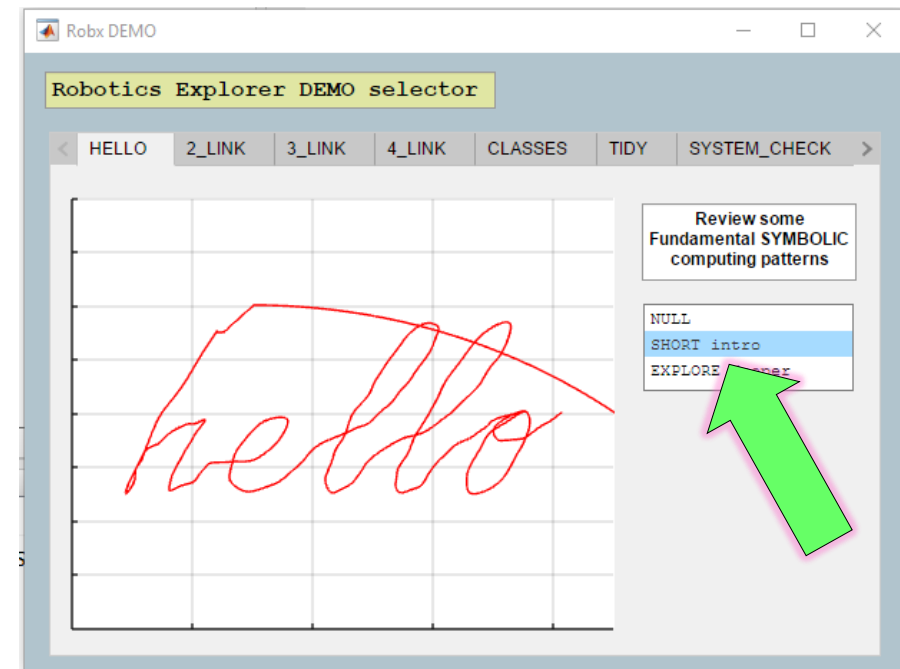 Robx DEMO
Robotics Explorer DEMO selector
HELLO 2_LINK 3_LINK 4_LINK CLASSES TIDY SYSTEM_CHECK
hello
Review some
Fundamental SYMBOLIC
computing patterns
NULL
SHORT intro
EXPLORE